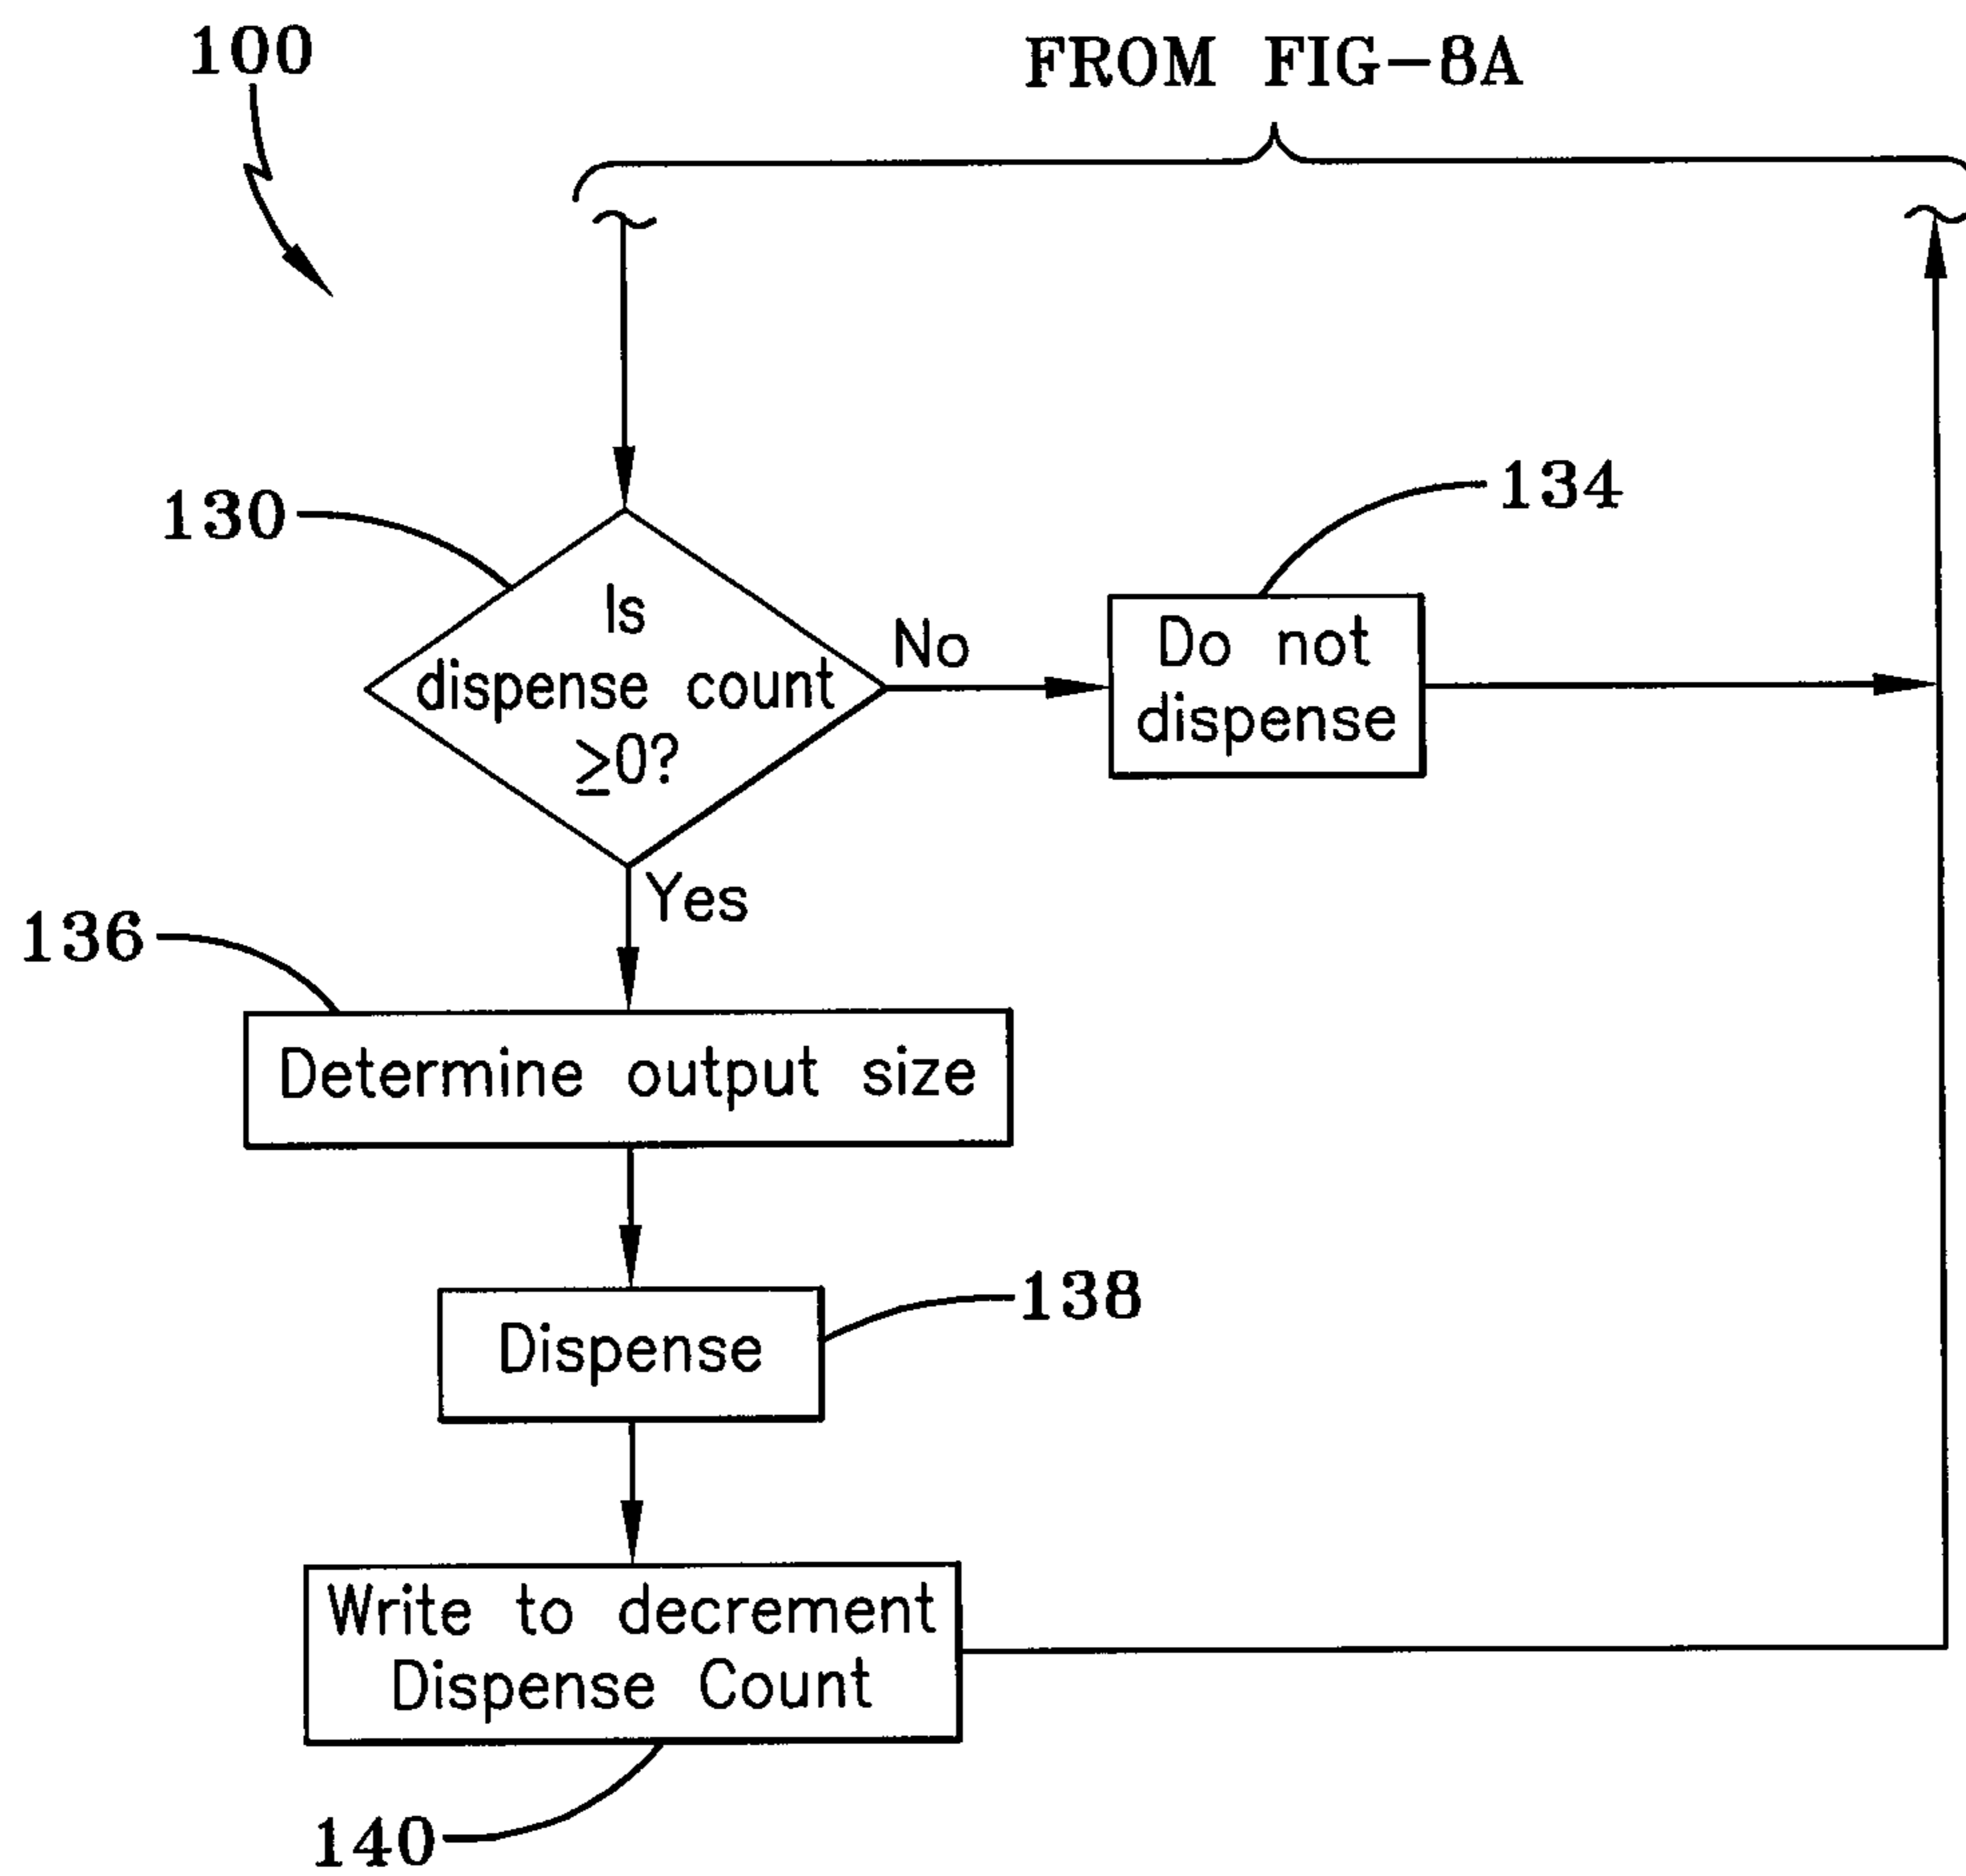 100
FROM FIG-8A
130
134
Is
dispense count
≥0?
No
Do not
dispense
Yes
136
Determine output size
138
Dispense
Write to decrement
Dispense Count
140